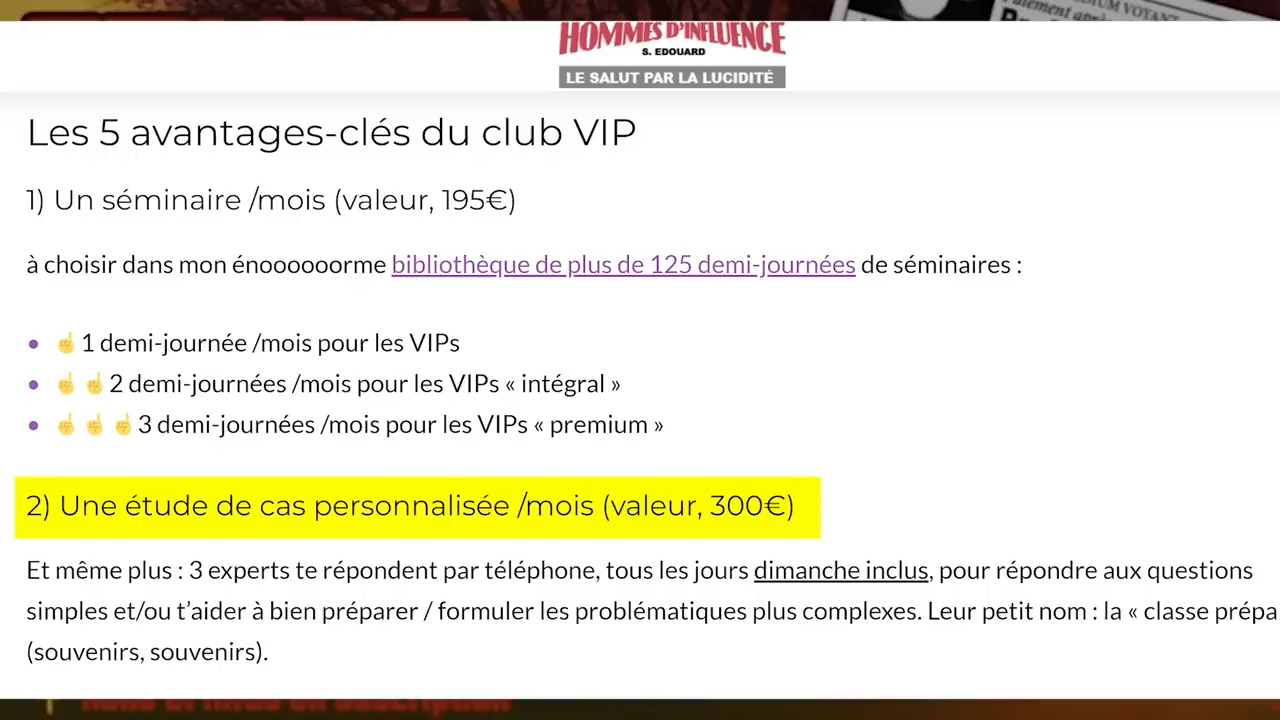 DIUM VOYANT
Paiement après
HOMMES D'INFLUENCE
S. EDOUARD
LE SALUT PAR LA LUCIDITÉ
Les 5 avantages-clés du club VIP
1) Un séminaire /mois (valeur, 195€)
à choisir dans mon énoooooorme bibliothèque de plus de 125 demi-journées de séminaires :
☝1 demi-journée /mois pour les VIPs
☝☝2 demi-journées /mois pour les VIPs « intégral »
☝☝☝3 demi-journées /mois pour les VIPs « premium »
2) Une étude de cas personnalisée /mois (valeur, 300€)
Et même plus : 3 experts te répondent par téléphone, tous les jours dimanche inclus, pour répondre aux questions
simples et/ou t’aider à bien préparer / formuler les problématiques plus complexes. Leur petit nom : la « classe prépa
(souvenirs, souvenirs).